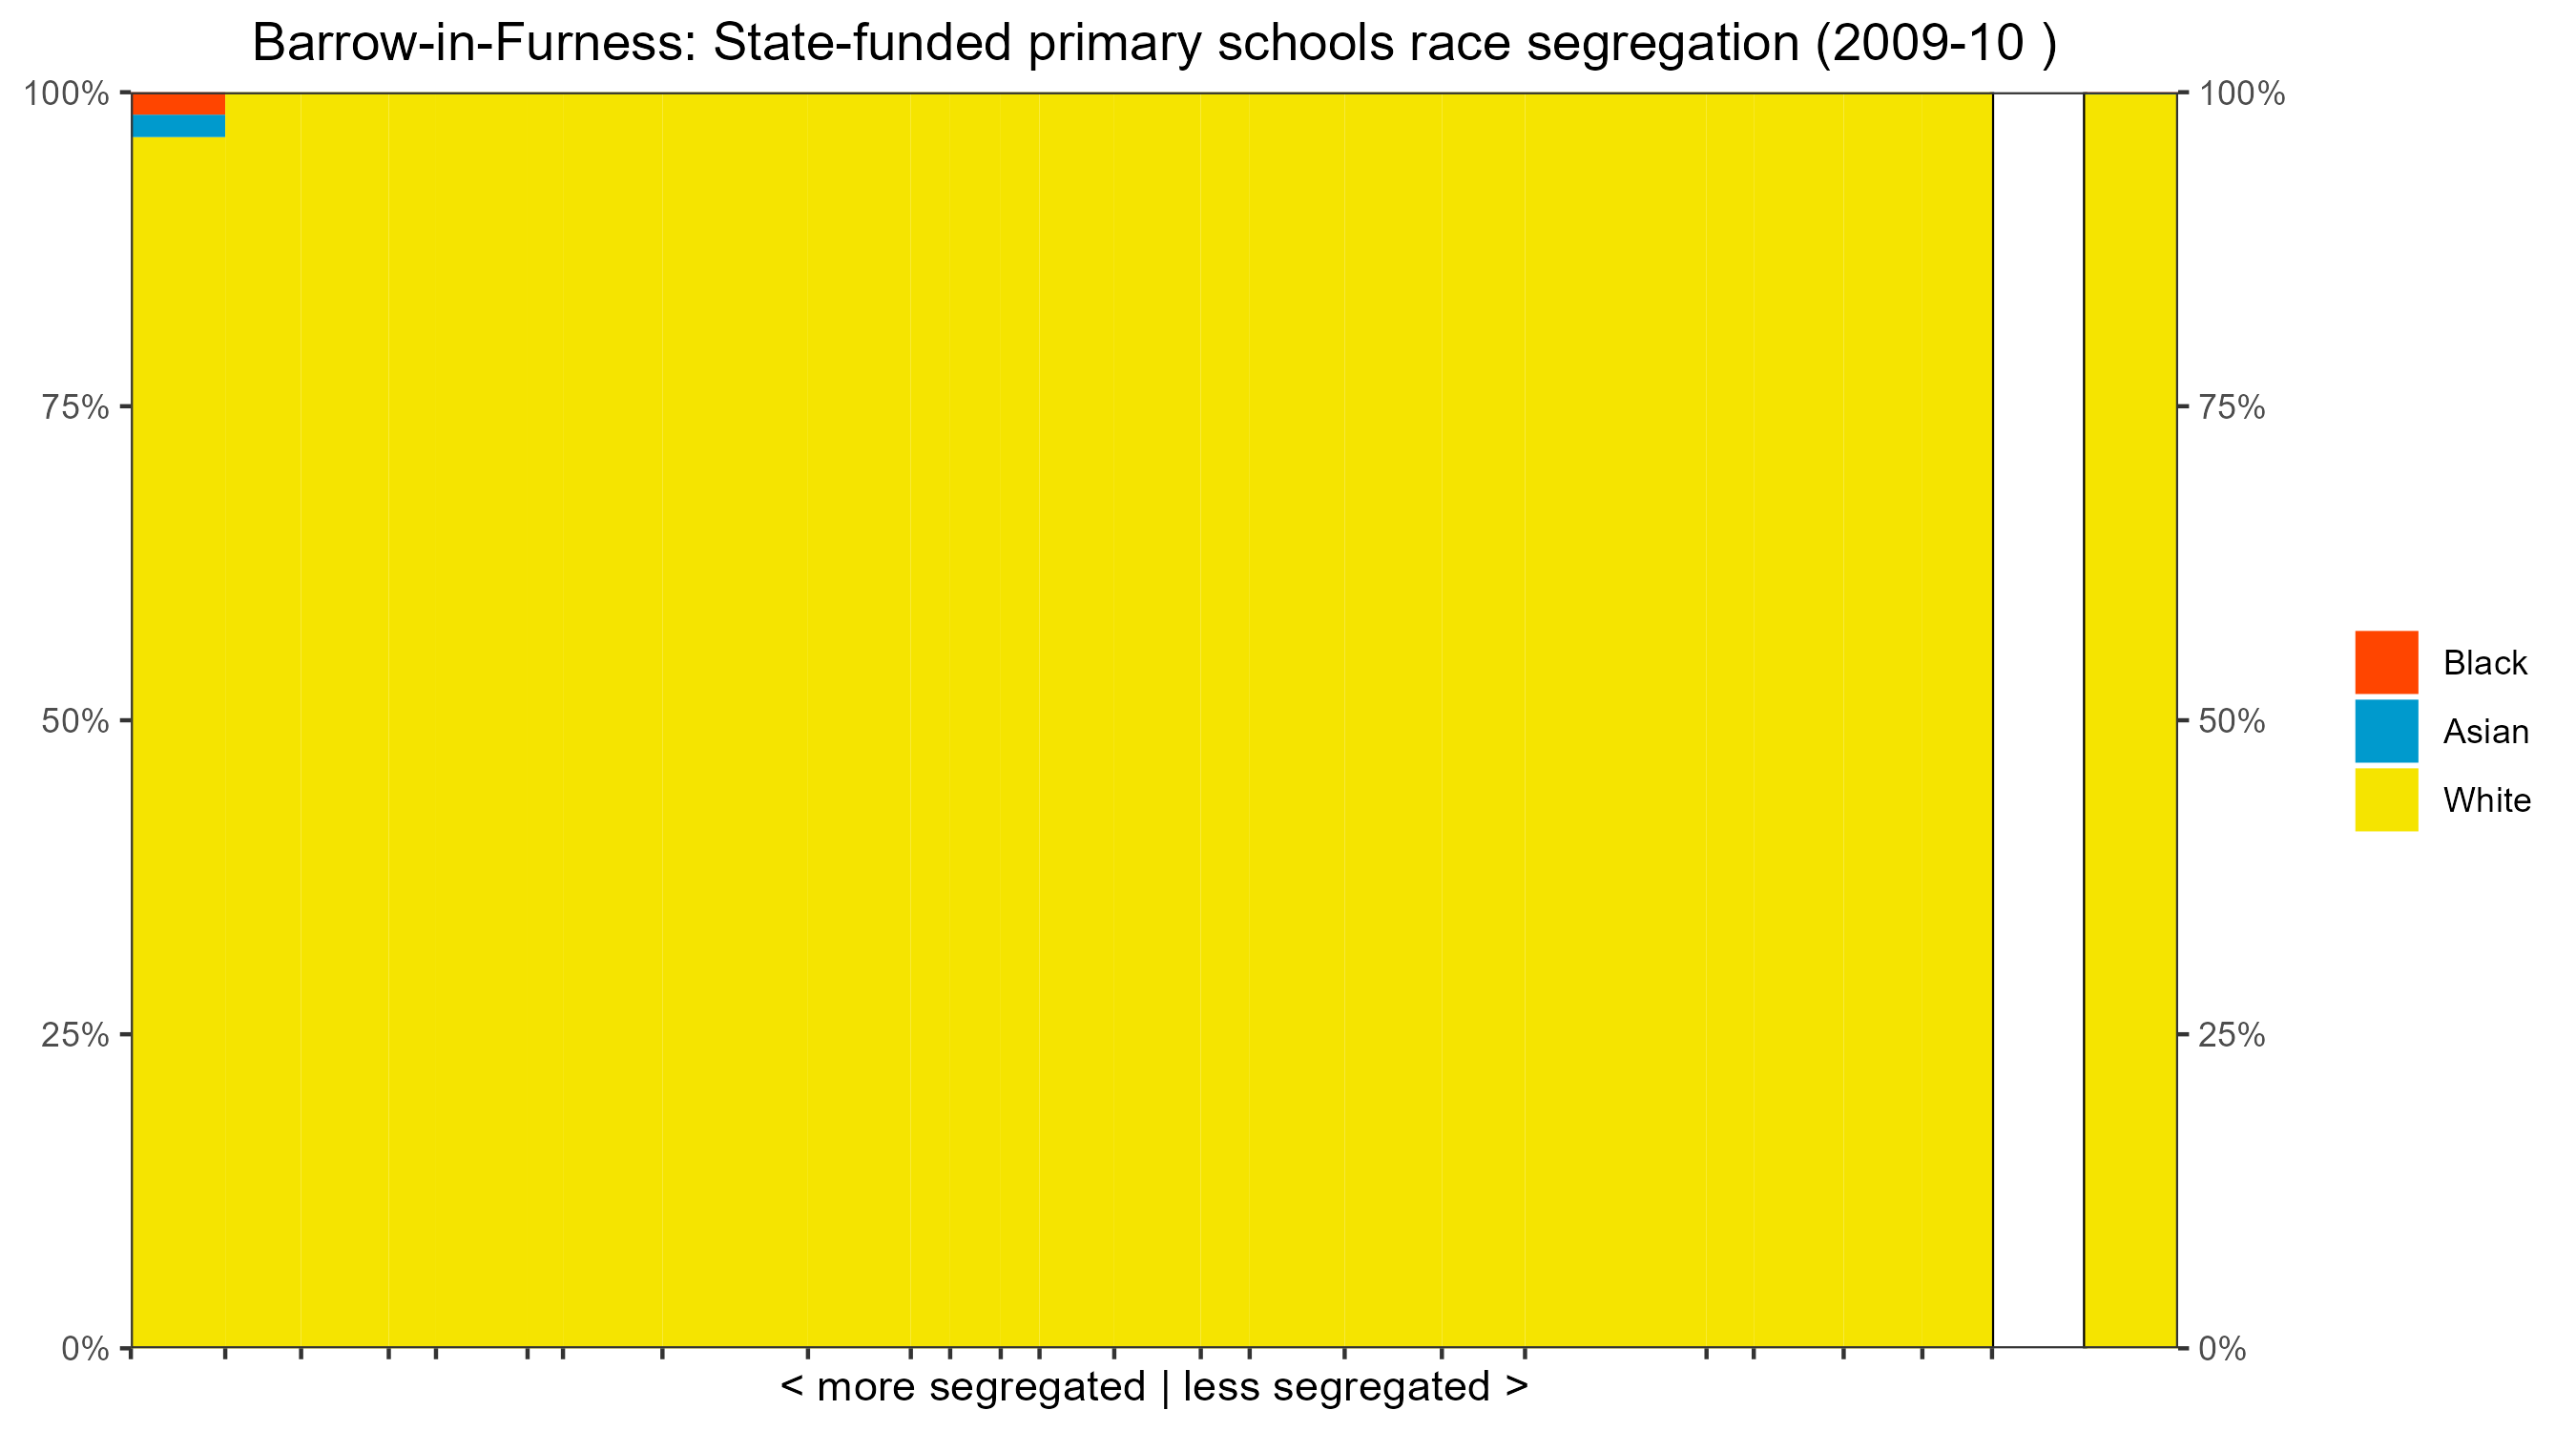 Barrow-in-Furness: State-funded primary schools race segregation (2009-10 )
100%
75%
50%
25%
0%
100%
75%
50%
25%
0%
Black
Asian
White
< more segregated | less segregated >